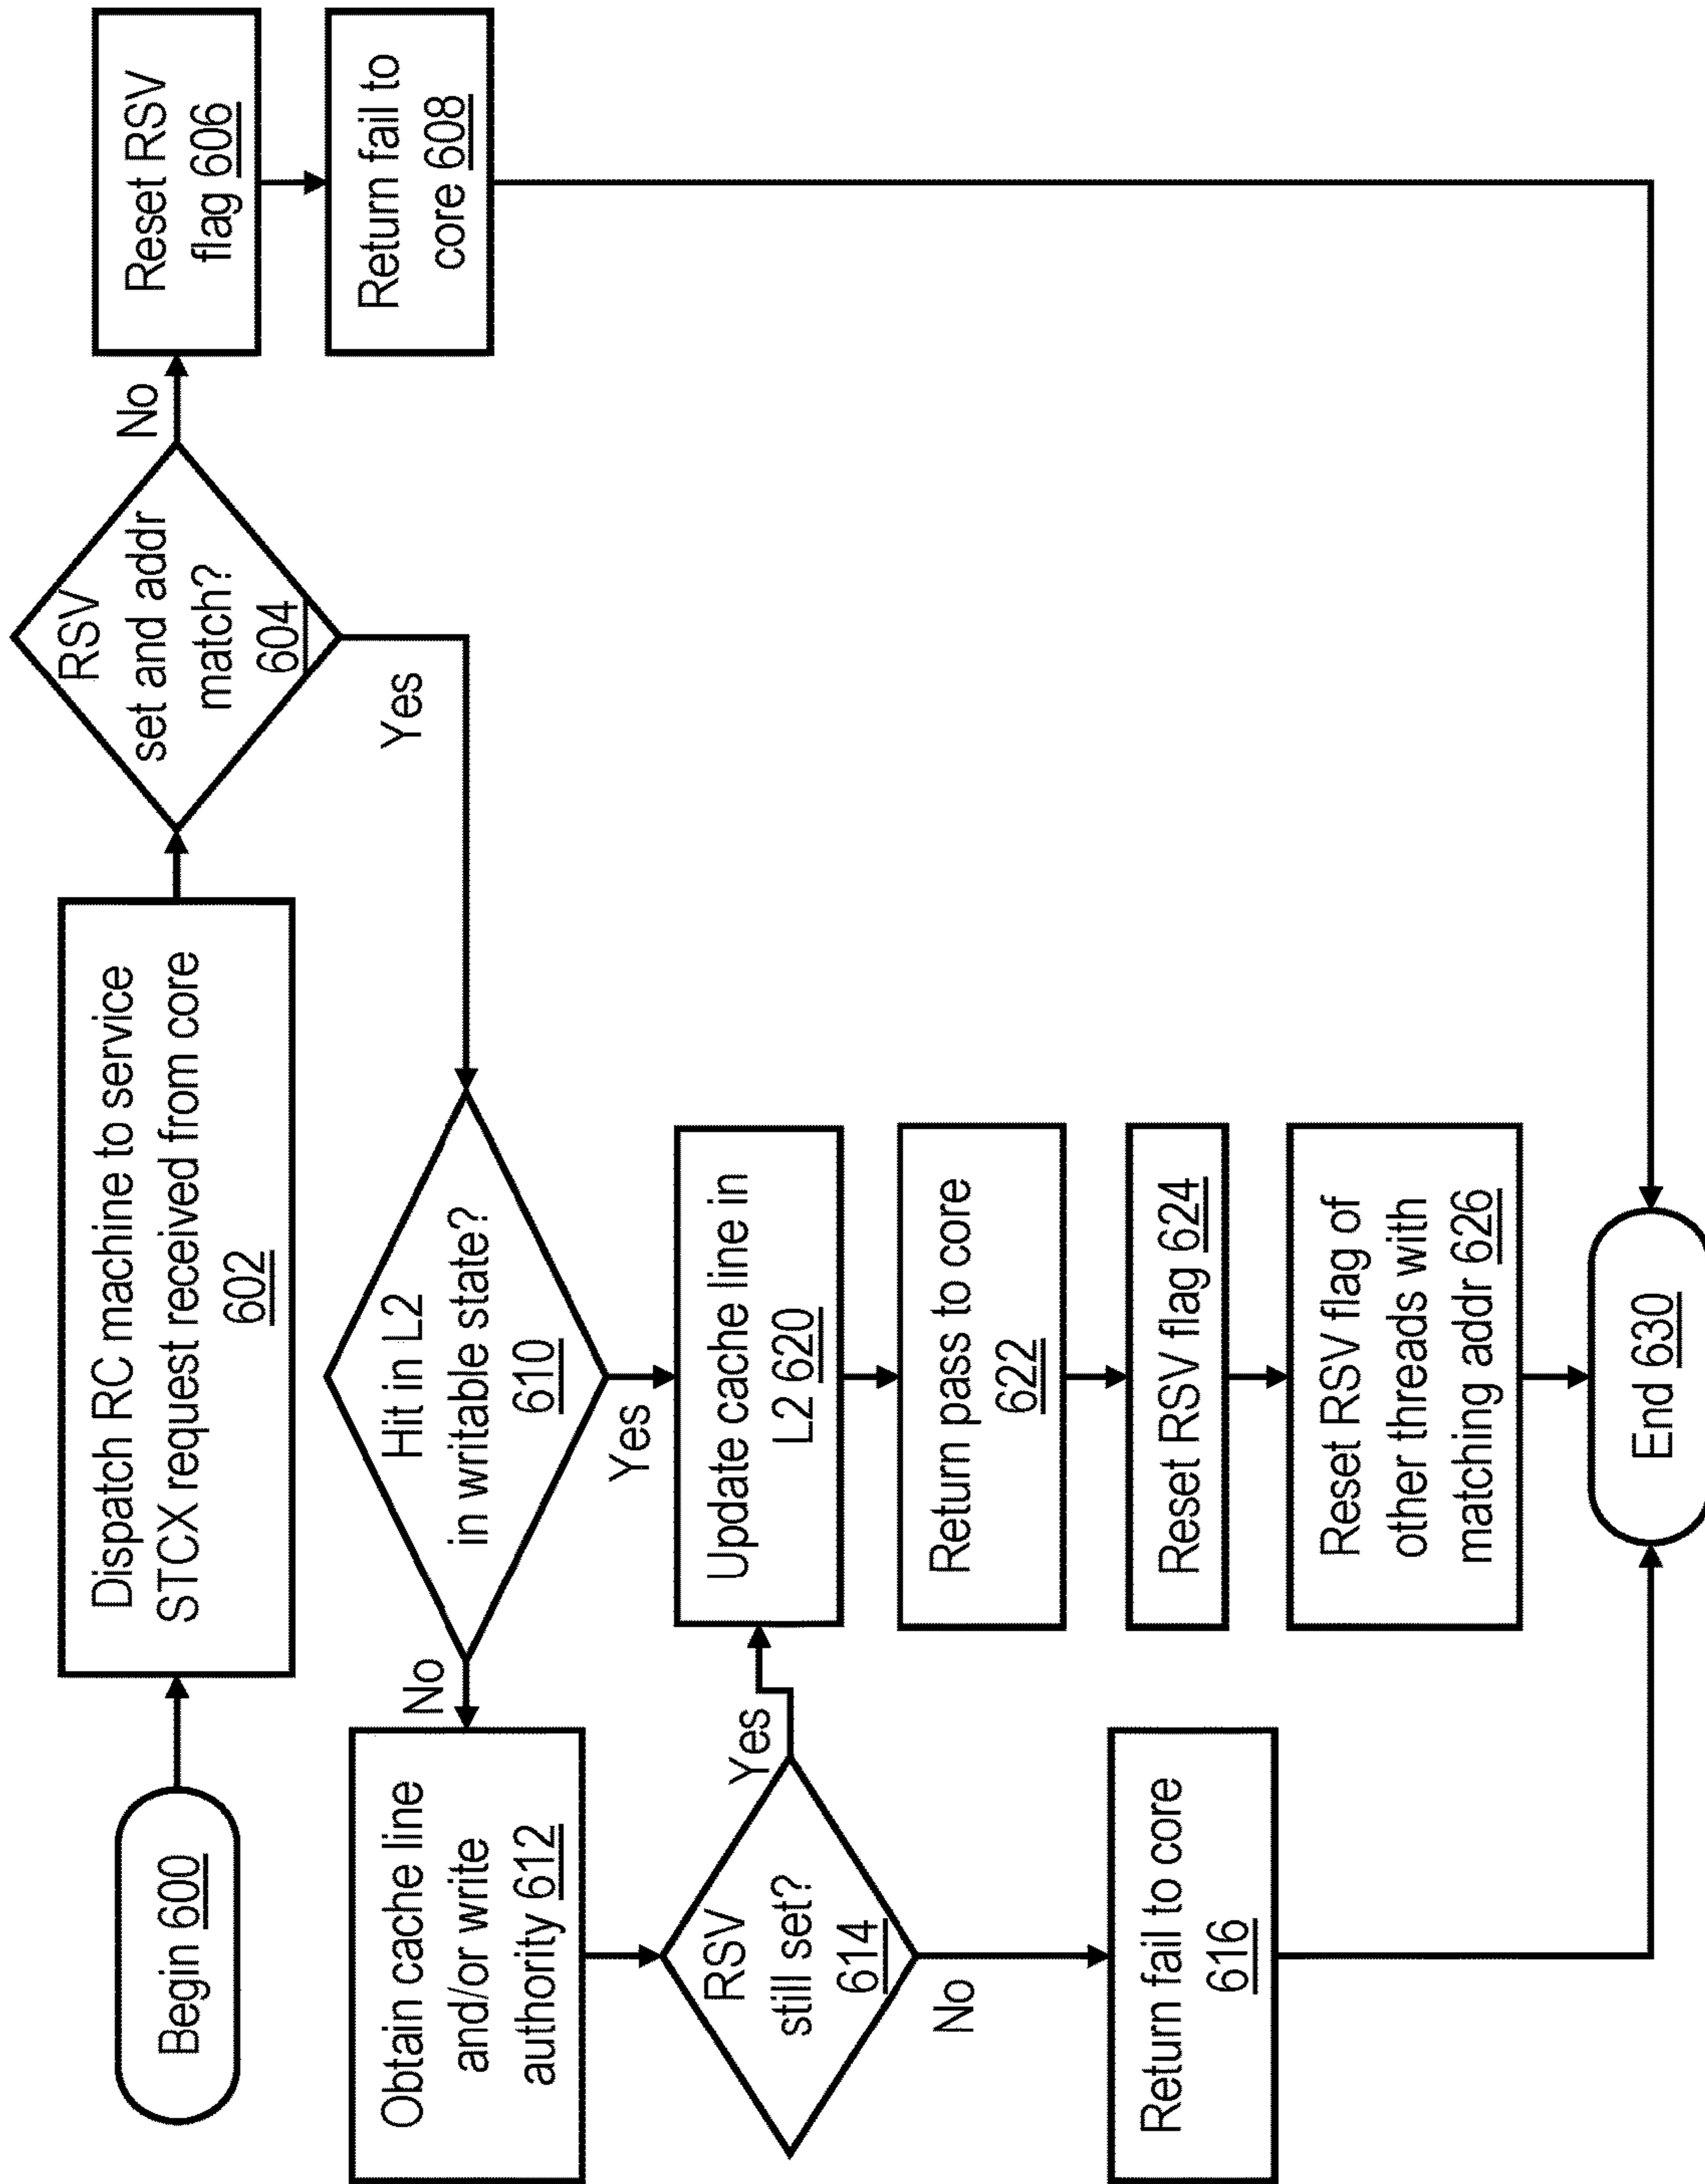 Begin 600
Dispatch RC machine to service
STCX request received from core
602
RSV
set and addr
match?
604
No
Reset RSV
flag 606
Return fail to
core 608
Yes
Hit in L2
in writable state?
610
No
Obtain cache line
and/or write
authority 612
RSV
still set?
614
Yes
No
Return fail to core
616
Yes
Update cache line in
L2 620
Return pass to core
622
Reset RSV flag 624
Reset RSV flag of
other threads with
matching addr 626
End 630